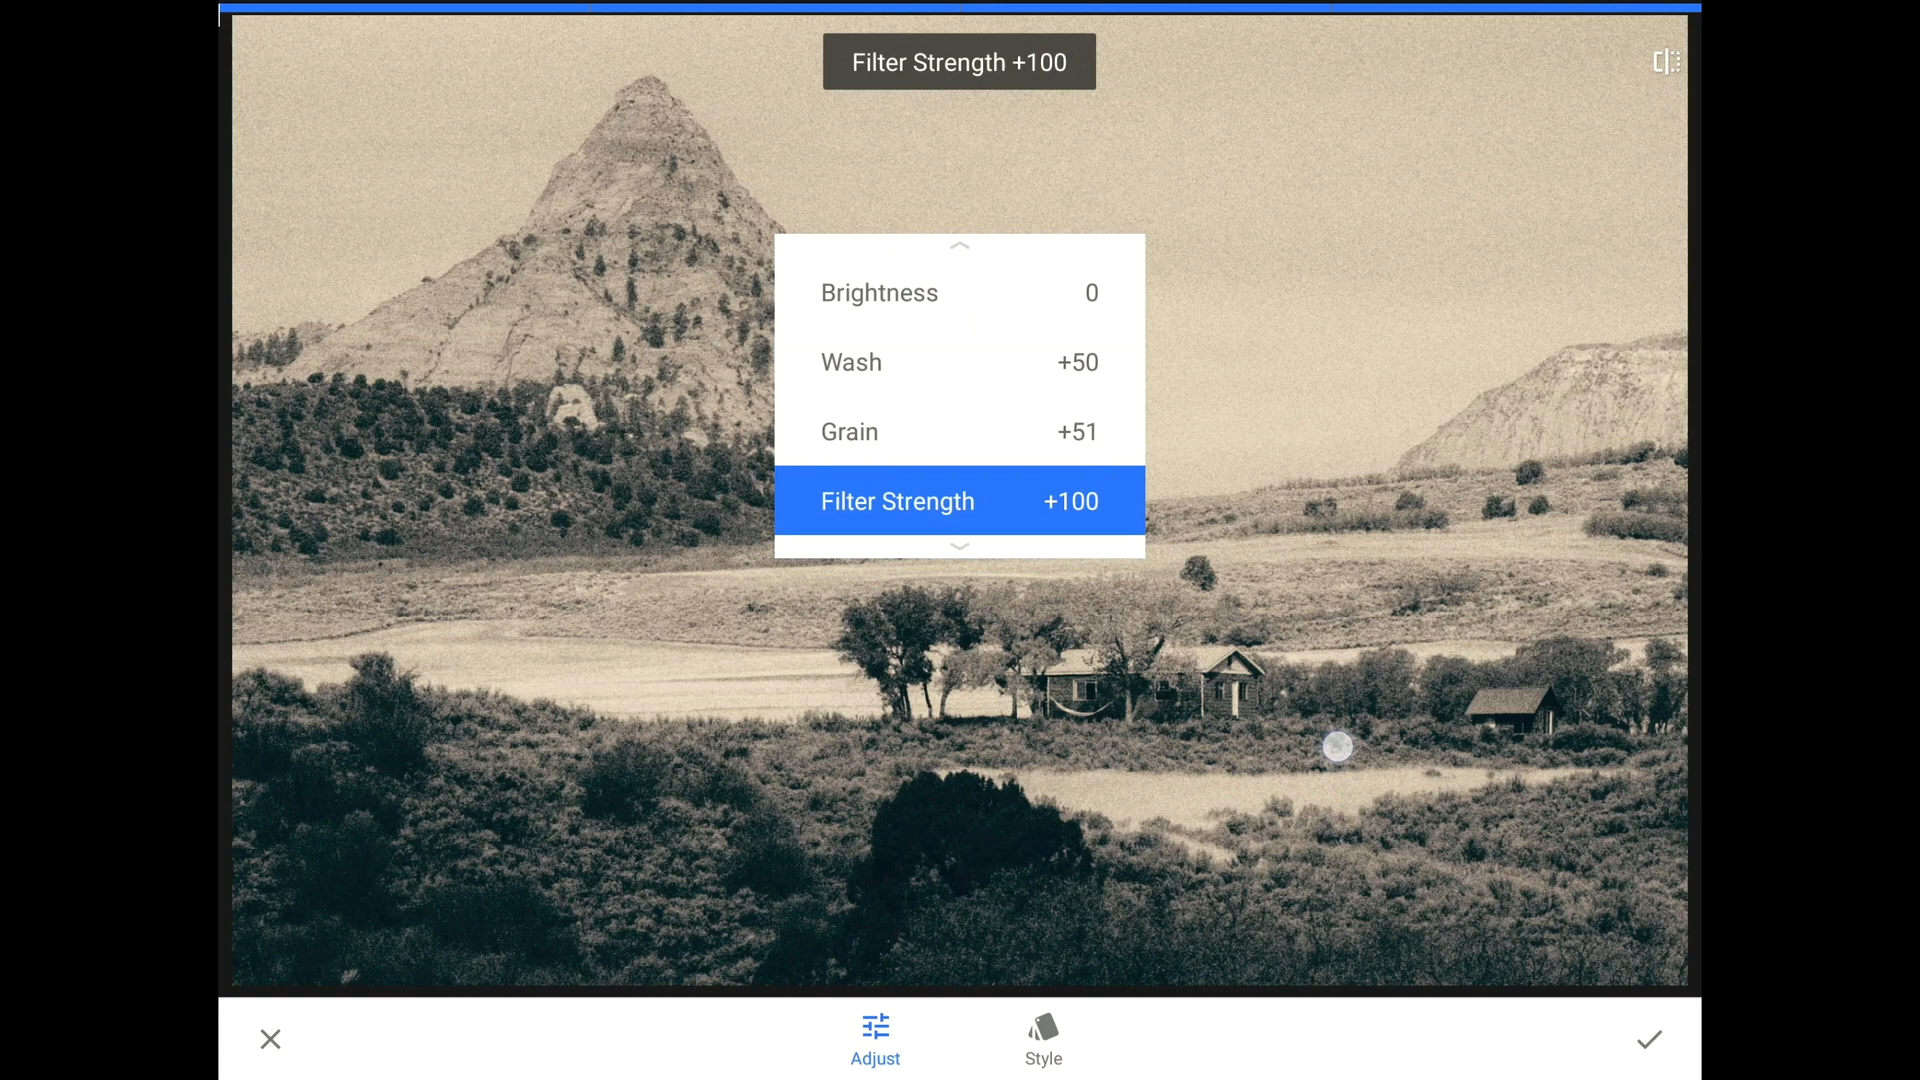 Filter Strength +100
Brightness 0
Wash +50
Grain +51
Filter Strength +100
Adjust
Style